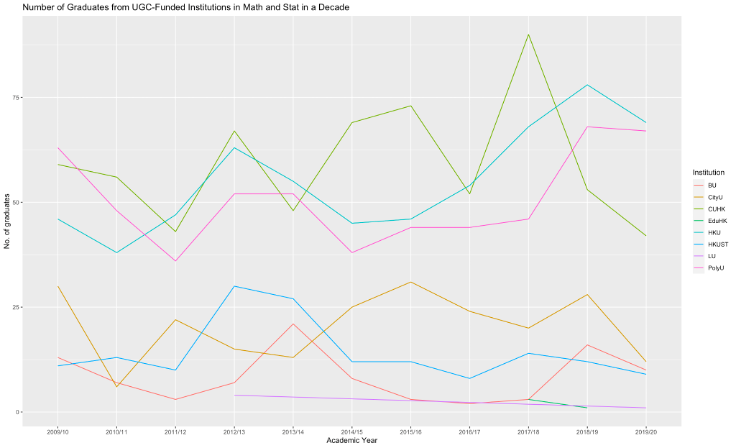 Number of Graduates from UGC-Funded Institutions in Math and Stat in a Decade
No. of graduates
75
50
25
0
2009/10 2010/11 2011/12 2012/13 2013/14 2014/15 2015/16 2016/17 2017/18 2018/19 2019/20
Academic Year
Institution
BU
CityU
CUHK
EduHK
HKU
HKUST
LU
PolyU